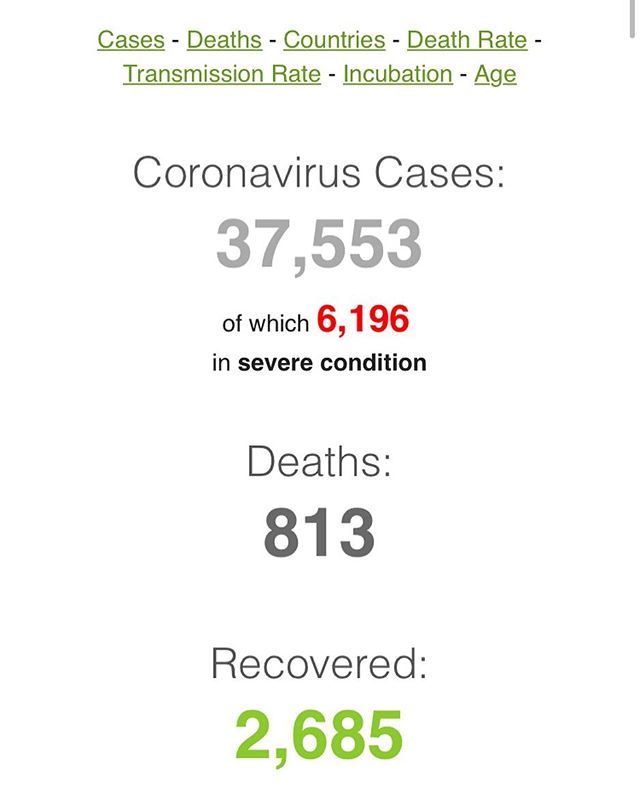 Cases - Deaths - Countries - Death Rate -
Transmission Rate - Incubation - Age
Coronavirus Cases:
37,553
of which 6,196
in severe condition
Deaths:
813
Recovered:
2,685